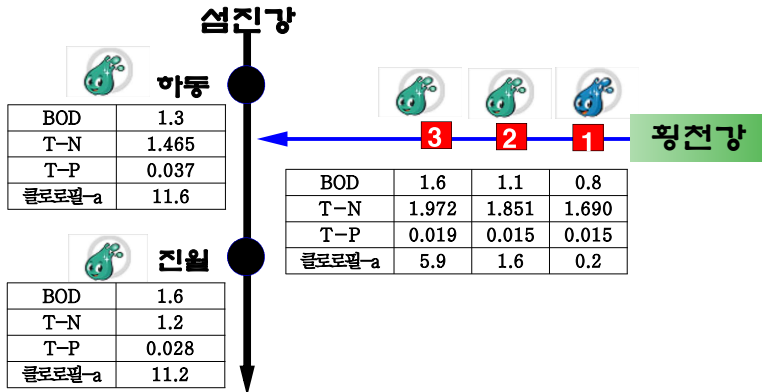 섬진강
하동
BOD 1.3
T-N 1.465
T-P 0.037
클로로필-a 11.6
3 2 1
횡천강
BOD 1.6 1.1 0.8
T-N 1.972 1.851 1.690
T-P 0.019 0.015 0.015
클로로필-a 5.9 1.6 0.2
진월
BOD 1.6
T-N 1.2
T-P 0.028
클로로필-a 11.2